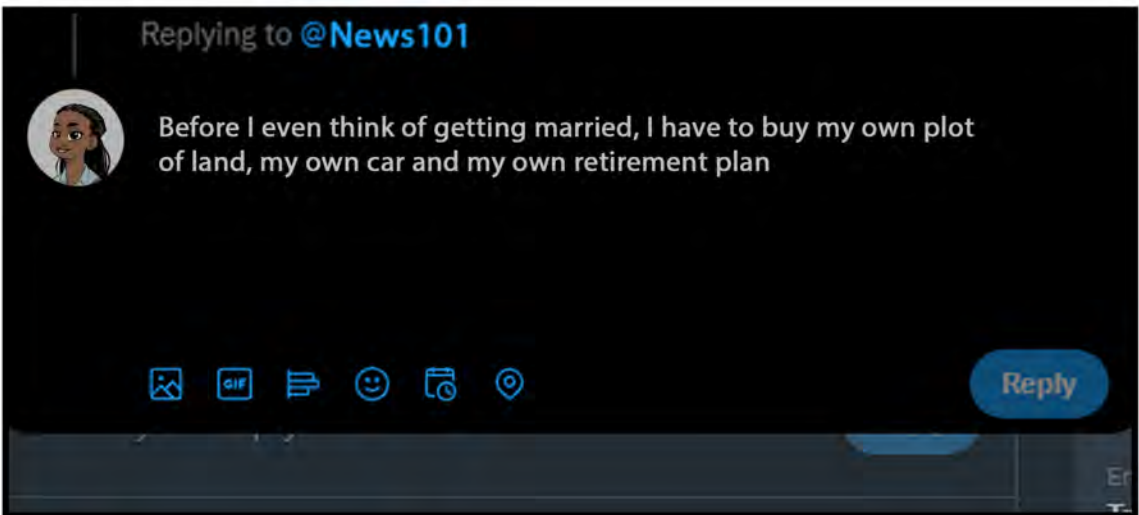 Replying to @News101
Before I even think of getting married, I have to buy my own plot
of land, my own car and my own retirement plan
GIF
Reply